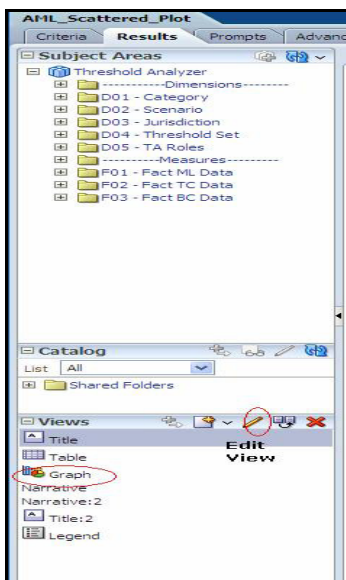 AML_Scattered_Plot
Criteria Results Prompts Advanc
Subject Areas
Threshold Analyzer
----------Dimensions--------
D01 - Category
D02 - Scenario
D03 - Jurisdiction
D04 - Threshold Set
D05 - TA Roles
----------Measures---------
F01 - Fact ML Data
F02 - Fact TC Data
F03 - Fact BC Data
Catalog
List All
Shared Folders
Views
Title
Edit
View
Table
Graph
Narrative
Narrative:2
Title:2
Legend